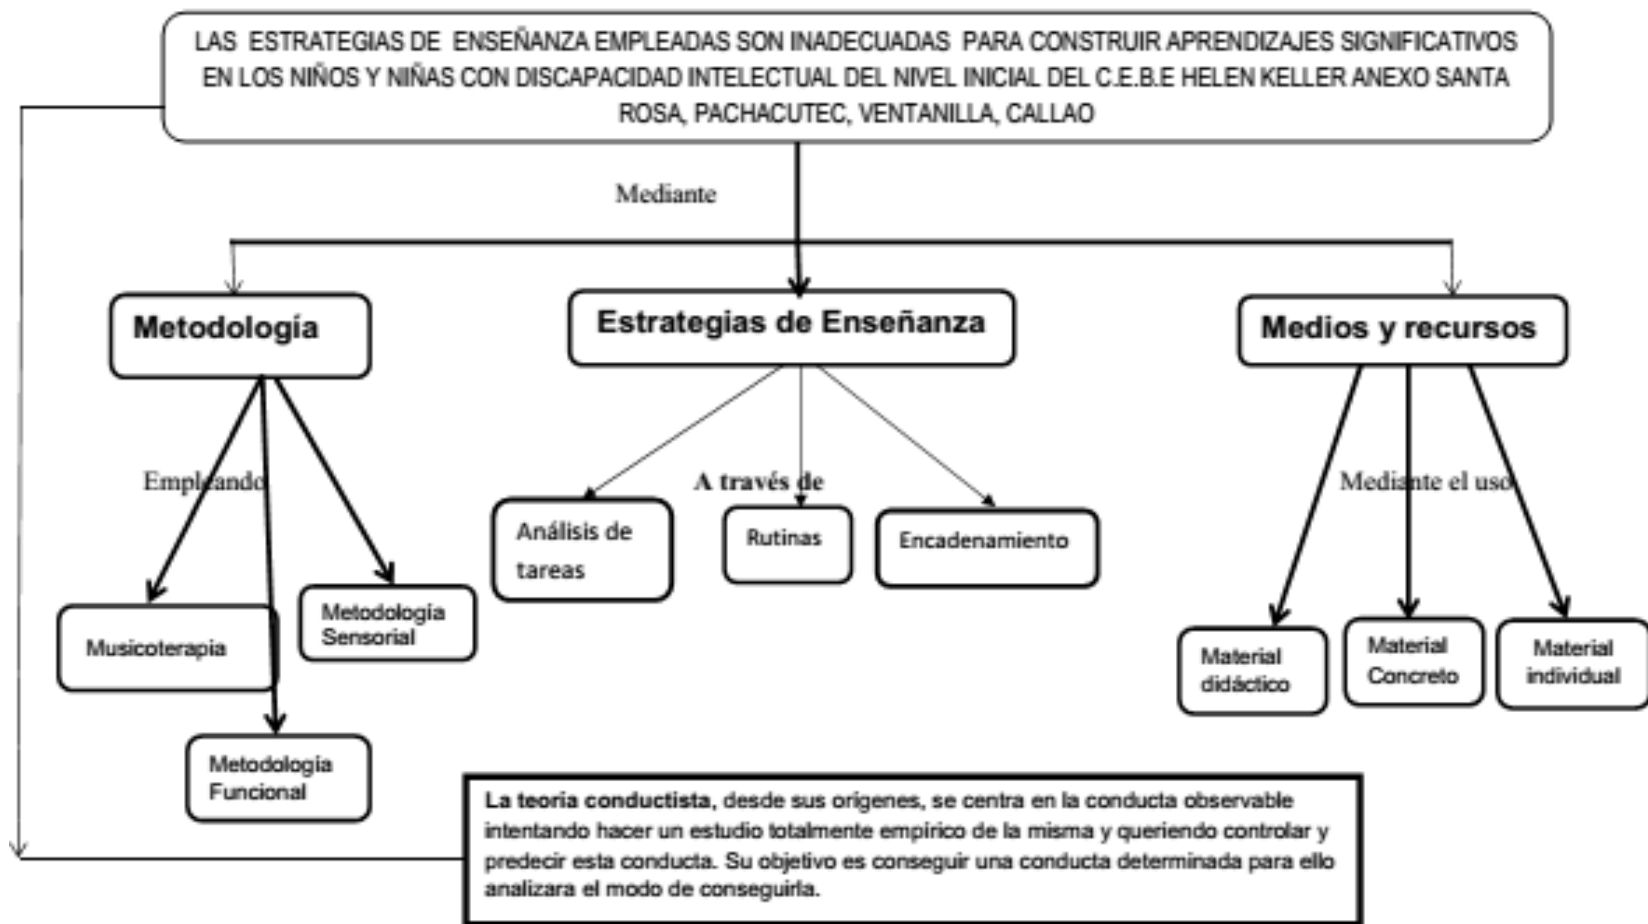 LAS ESTRATEGIAS DE ENSEÑANZA EMPLEADAS SON INADECUADAS PARA CONSTRUIR APRENDIZAJES SIGNIFICATIVOS
EN LOS NIÑOS Y NIÑAS CON DISCAPACIDAD INTELECTUAL DEL NIVEL INICIAL DEL C.E.B.E HELEN KELLER ANEXO SANTA
ROSA, PACHACUTEC, VENTANILLA, CALLAO
Mediante
Metodología
Estrategias de Enseñanza
Medios y recursos
Empleando
A través de
Mediante el uso
Análisis de
tareas
Rutinas
Encadenamiento
Musicoterapia
Metodología
Sensorial
Metodología
Funcional
Material
didáctico
Material
Concreto
Material
individual
La teoría conductista, desde sus orígenes, se centra en la conducta observable
intentando hacer un estudio totalmente empírico de la misma y queriendo controlar y
predecir esta conducta. Su objetivo es conseguir una conducta determinada para ello
analizara el modo de conseguirla.